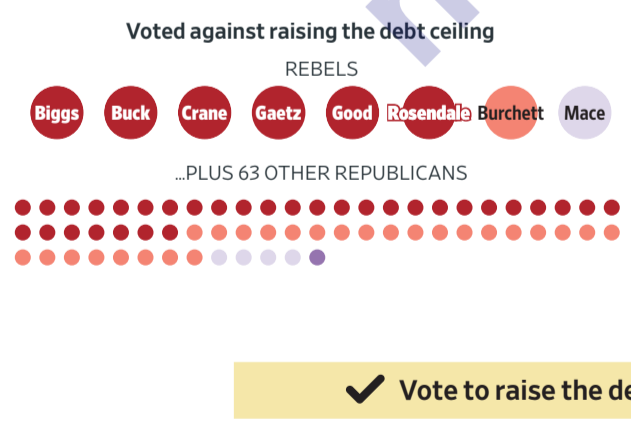 Voted against raising the debt ceiling
REBELS
Biggs Buck Crane Gaetz Good Rosendale Burchett Mace
...PLUS 63 OTHER REPUBLICANS
Vote to raise the de